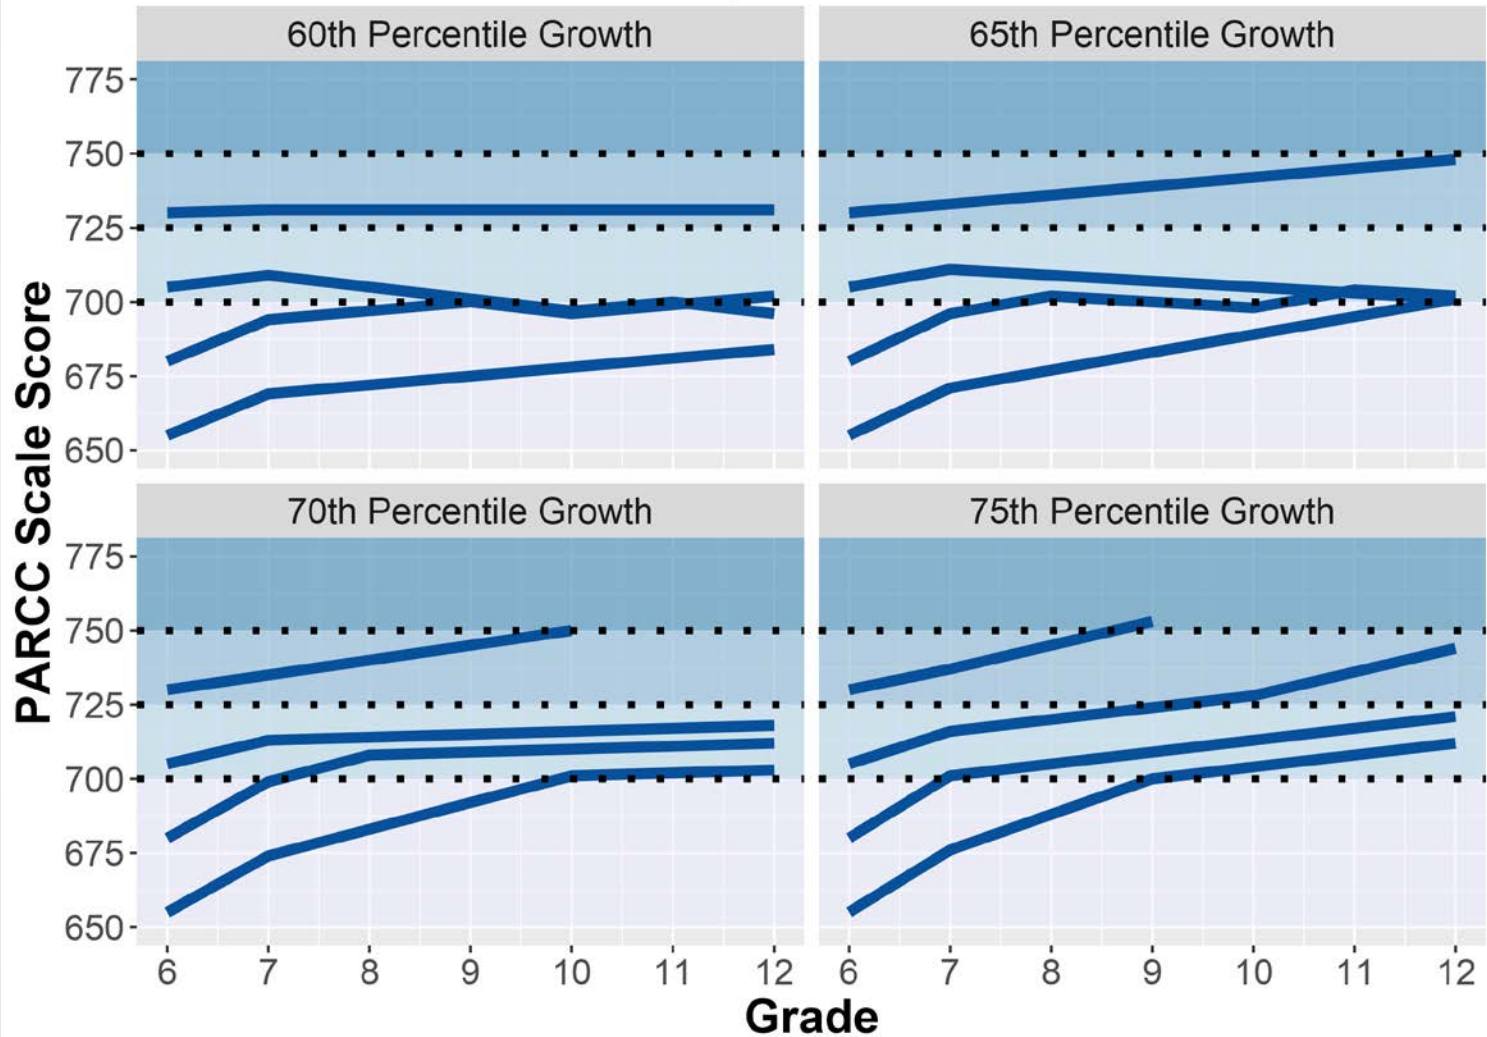 60th Percentile Growth
65th Percentile Growth
775
750
725
700
675
650
70th Percentile Growth
75th Percentile Growth
775
750
725
700
675
650
PARCC Scale Score
6 7 8 9 10 11 12
6 7 8 9 10 11 12
Grade